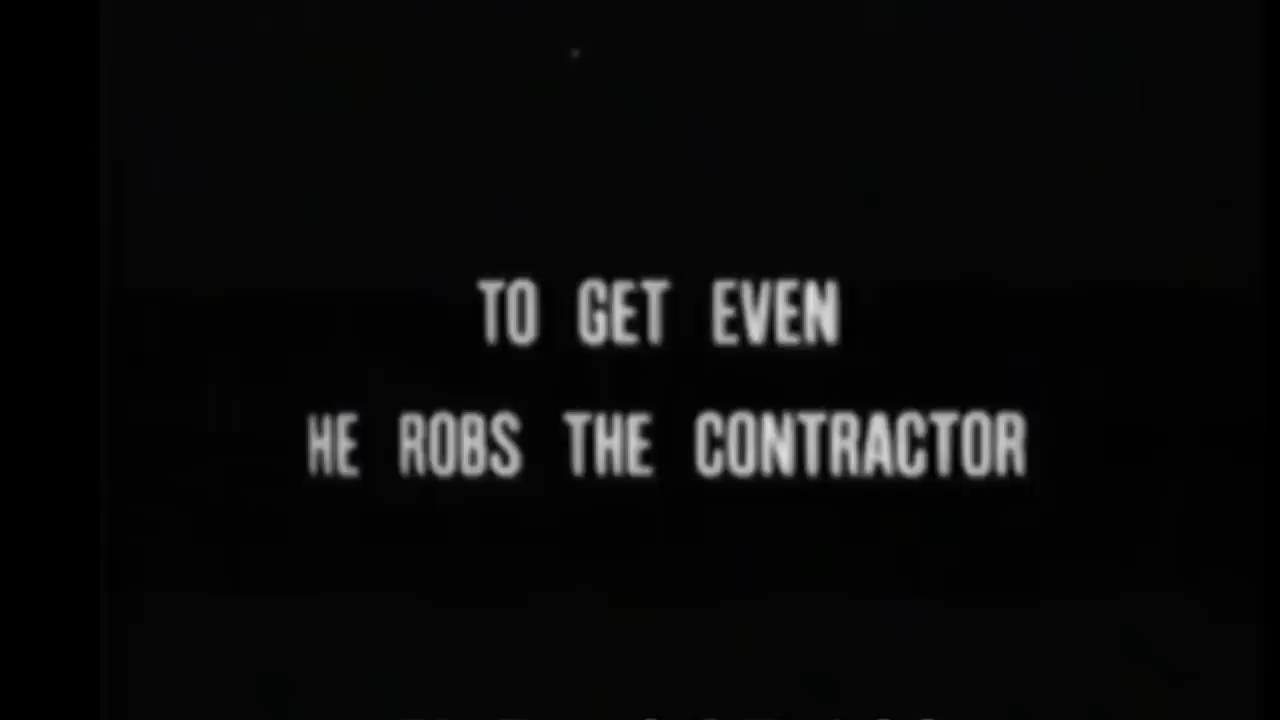 TO GET EVEN
HE ROBS THE CONTRACTOR